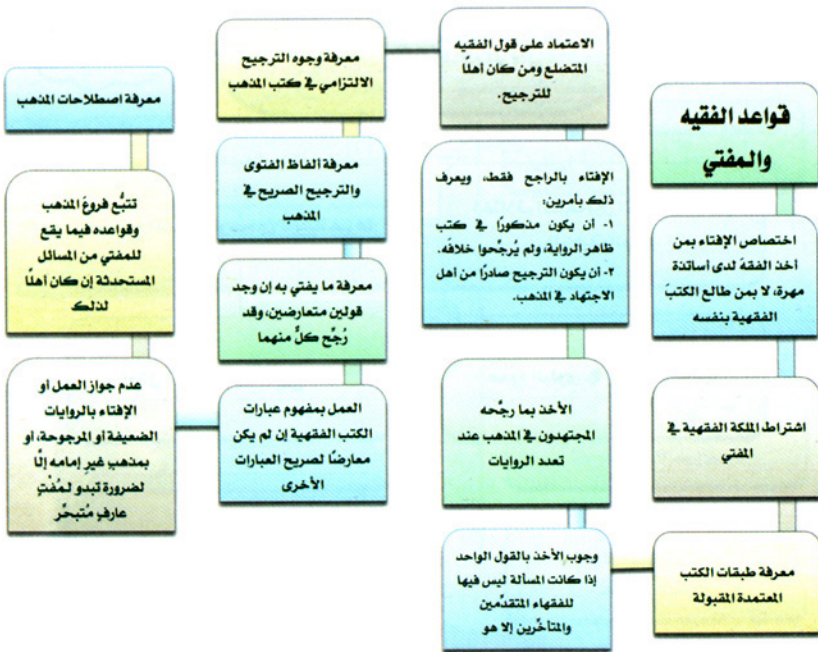 قواعد الفقيه
والمفتي
اختصاص الإفتاء بمن
أخذ الفقهَ لدى أساتذة
مهرة، لا بمن طالع الكتبَ
الفقهية بنفسه
اشتراط الملكة الفقهية في
المفتي
معرفة طبقات الكتب
المعتمدة المقبولة
وجوب الأخذ بالقول الواحد
إذا كانت المسألة ليس فيها
للفقهاء المتقدِّمين
والمتأخِّرين إلا هو
الأخذ بما رجَّحه
المجتهدون في المذهب عند
تعدد الروايات
الإفتاء بالراجح فقط، ويعرف
ذلك بأمرين:
١- أن يكون مذكورًا في كتب
ظاهر الرواية، ولم يُرجِّحوا خلافَه.
٢- أن يكون الترجيح صادرًا من أهل
الاجتهاد في المذهب.
الاعتماد على قول الفقيه
المتضلع ومن كان أهلًا
للترجيح.
معرفة وجوه الترجيح
الالتزامي في كتب المذهب
معرفة ألفاظ الفتوى
والترجيح الصريح في
المذهب
معرفة ما يفتي به إن وجد
قولين متعارضين، وقد
رُجِّح كلٌّ منهما
العمل بمفهوم عبارات
الكتب الفقهية إن لم يكن
معارضًا لصريح العبارات
الأخرى
عدم جواز العمل أو
الإفتاء بالروايات
الضعيفة أو المرجوحة، أو
بمذهبِ غيرِ إمامه إلَّا
لضرورة تبدو لمُفْتٍ
عارفٍ مُتبحِّر
تتبُّع فروعَ المذهب
وقواعده فيما يقع
للمفتي من المسائل
المستحدثة إن كان أهلًا
لذلك
معرفة اصطلاحات المذهب